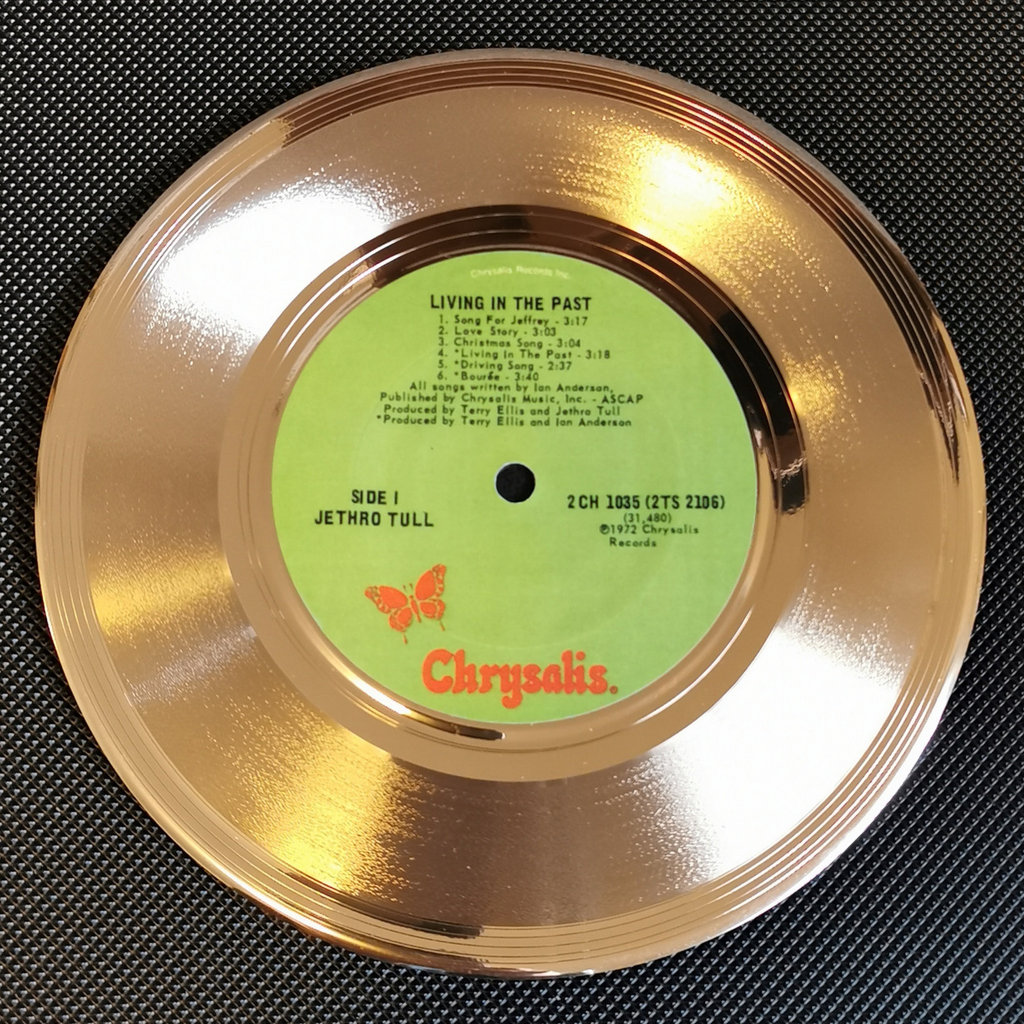 Chrysalis Records Inc.
LIVING IN THE PAST
1. Song For Jeffrey - 3:17
2. Love Story - 3:03
3. Christmas Song - 3:04
4. *Living In The Past - 3:18
5. *Driving Song - 2:37
6. *Bourée - 3:40
All songs written by Ian Anderson,
Published by Chrysalis Music, Inc. - ASCAP
Produced by Terry Ellis and Jethro Tull
*Produced by Terry Ellis and Ian Anderson
SIDE 1
JETHRO TULL
2 CH 1035 (2TS 2106)
(31,480)
℗1972 Chrysalis
Records
Chrysalis.